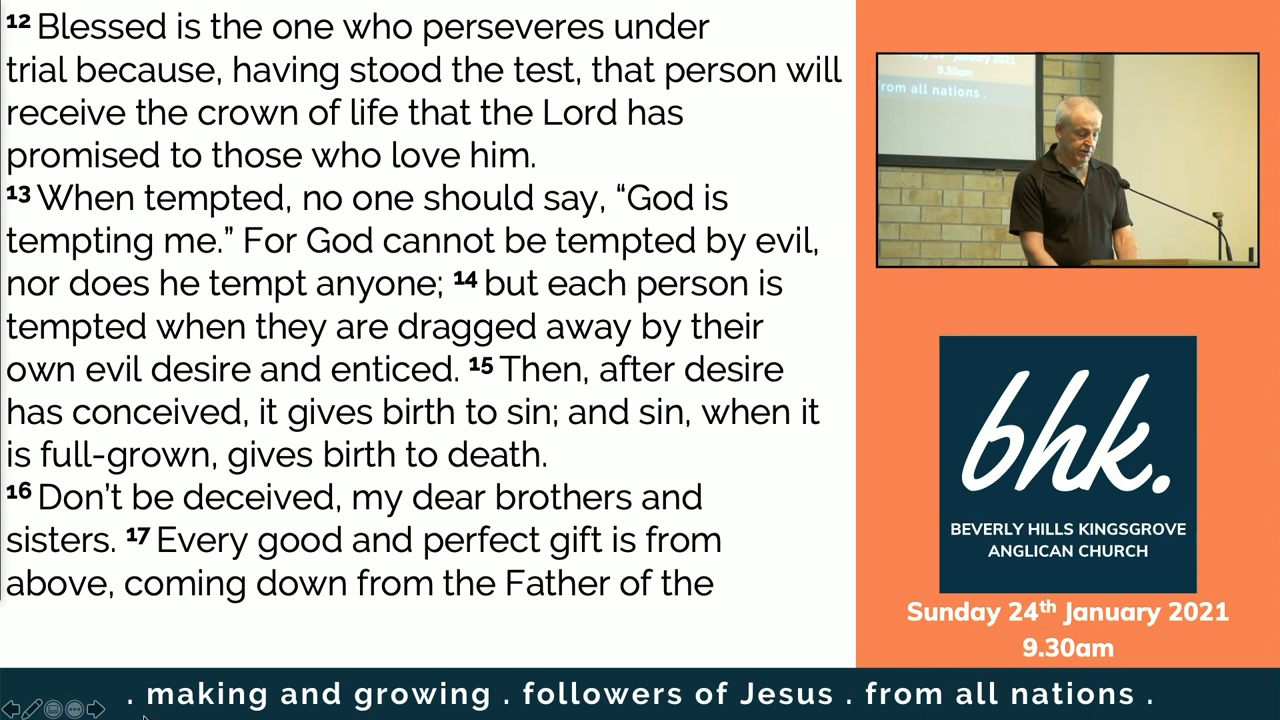 ¹² Blessed is the one who perseveres under
trial because, having stood the test, that person will
receive the crown of life that the Lord has
promised to those who love him.
¹³ When tempted, no one should say, “God is
tempting me.” For God cannot be tempted by evil,
nor does he tempt anyone; ¹⁴ but each person is
tempted when they are dragged away by their
own evil desire and enticed. ¹⁵ Then, after desire
has conceived, it gives birth to sin; and sin, when it
is full-grown, gives birth to death.
¹⁶ Don’t be deceived, my dear brothers and
sisters. ¹⁷ Every good and perfect gift is from
above, coming down from the Father of the
January 2021
9.30am
from all nations .
bhk.
BEVERLY HILLS KINGSGROVE
ANGLICAN CHURCH
Sunday 24th January 2021
9.30am
. making and growing . followers of Jesus . from all nations .